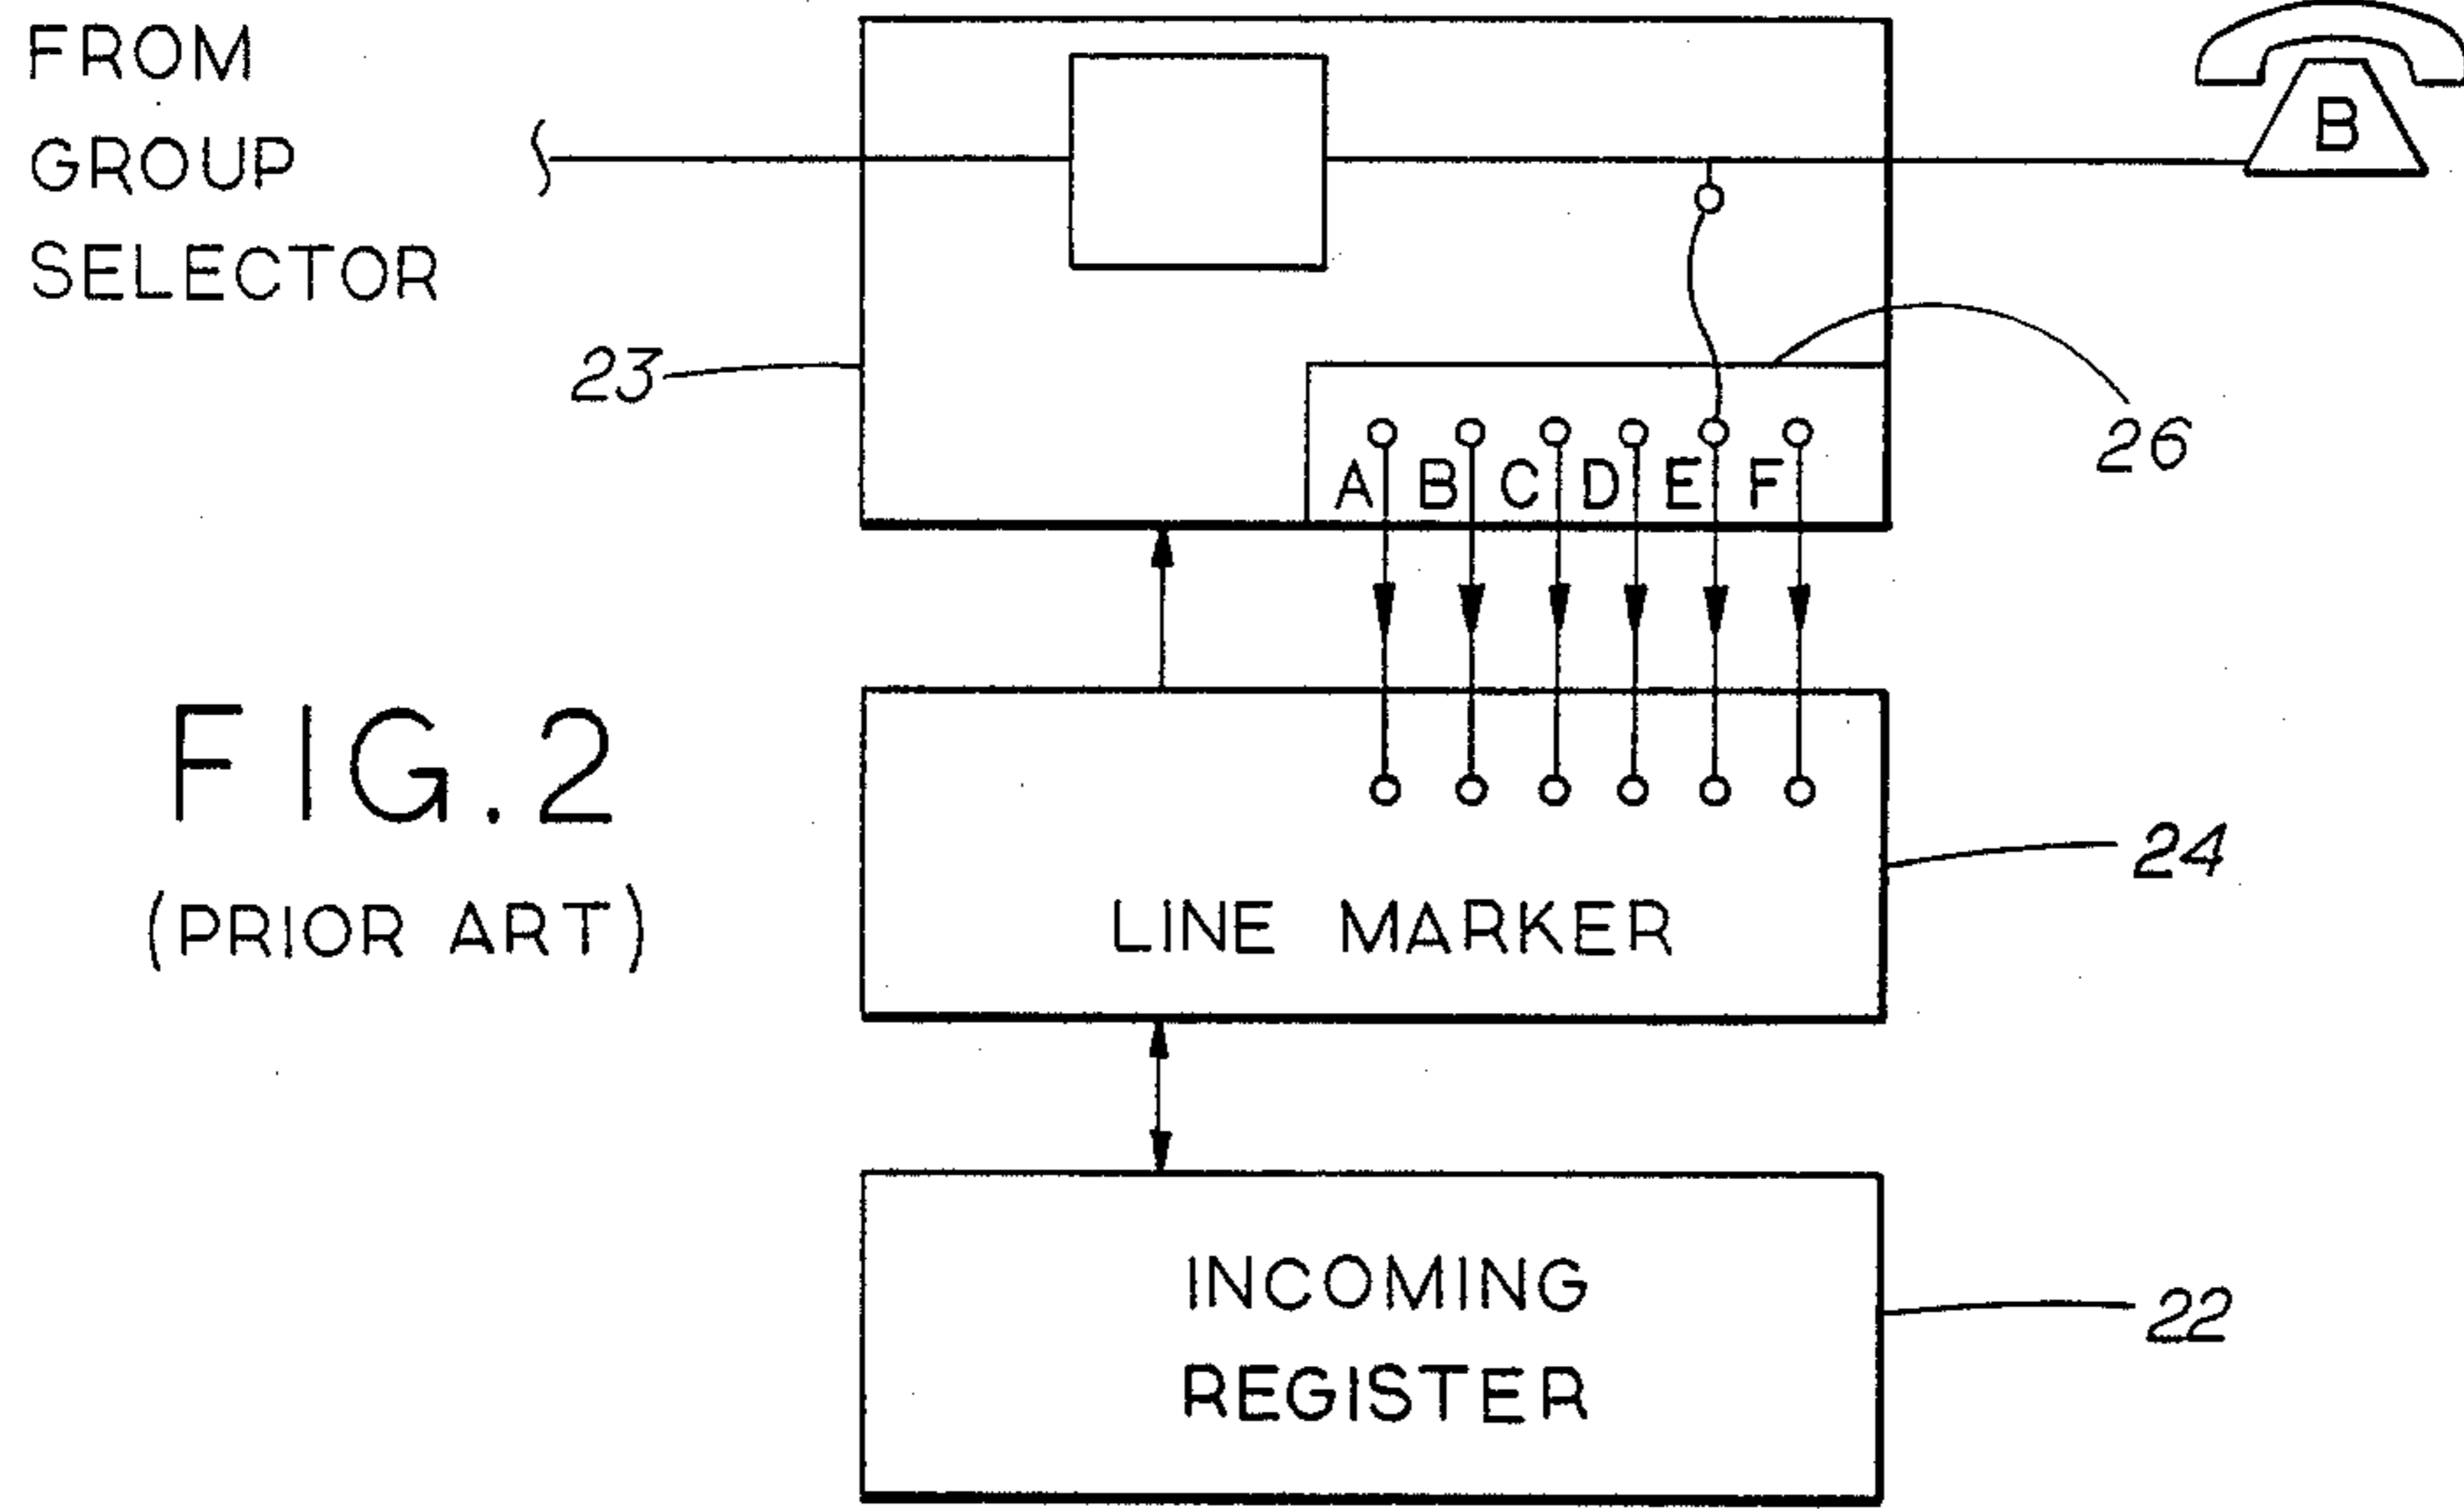 FROM
GROUP
SELECTOR
B
23
26
A B C D E F
FIG.2
(PRIOR ART)
LINE MARKER
24
INCOMING
REGISTER
22